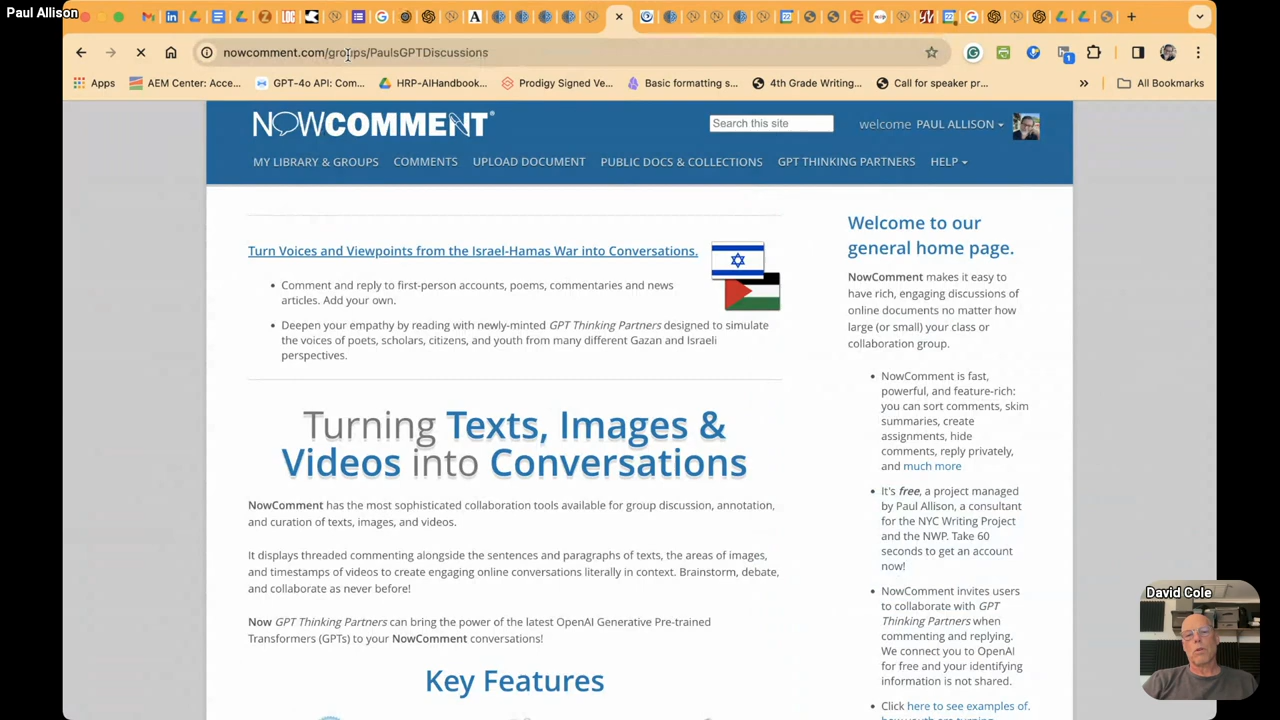 Paul Allison
nowcomment.com/groups/PaulsGPTDiscussions
Apps
AEM Center: Acce...
GPT-4o API: Com...
HRP-AIHandbook...
Prodigy Signed Ve...
Basic formatting s...
4th Grade Writing...
Call for speaker pr...
»
All Bookmarks
NOWCOMMENT®
Search this site
welcome PAUL ALLISON
MY LIBRARY & GROUPS
COMMENTS
UPLOAD DOCUMENT
PUBLIC DOCS & COLLECTIONS
GPT THINKING PARTNERS
HELP
Turn Voices and Viewpoints from the Israel-Hamas War into Conversations.
• Comment and reply to first-person accounts, poems, commentaries and news
articles. Add your own.
• Deepen your empathy by reading with newly-minted GPT Thinking Partners designed to simulate
the voices of poets, scholars, citizens, and youth from many different Gazan and Israeli
perspectives.
Turning Texts, Images &
Videos into Conversations
NowComment has the most sophisticated collaboration tools available for group discussion, annotation,
and curation of texts, images, and videos.
It displays threaded commenting alongside the sentences and paragraphs of texts, the areas of images,
and timestamps of videos to create engaging online conversations literally in context. Brainstorm, debate,
and collaborate as never before!
Now GPT Thinking Partners can bring the power of the latest OpenAI Generative Pre-trained
Transformers (GPTs) to your NowComment conversations!
Key Features
Welcome to our
general home page.
NowComment makes it easy to
have rich, engaging discussions of
online documents no matter how
large (or small) your class or
collaboration group.
• NowComment is fast,
powerful, and feature-rich:
you can sort comments, skim
summaries, create
assignments, hide
comments, reply privately,
and much more
• It's free, a project managed
by Paul Allison, a consultant
for the NYC Writing Project
and the NWP. Take 60
seconds to get an account
now!
• NowComment invites users
to collaborate with GPT
Thinking Partners when
commenting and replying.
We connect you to OpenAI
for free and your identifying
information is not shared.
• Click here to see examples of
how youth are turning
David Cole